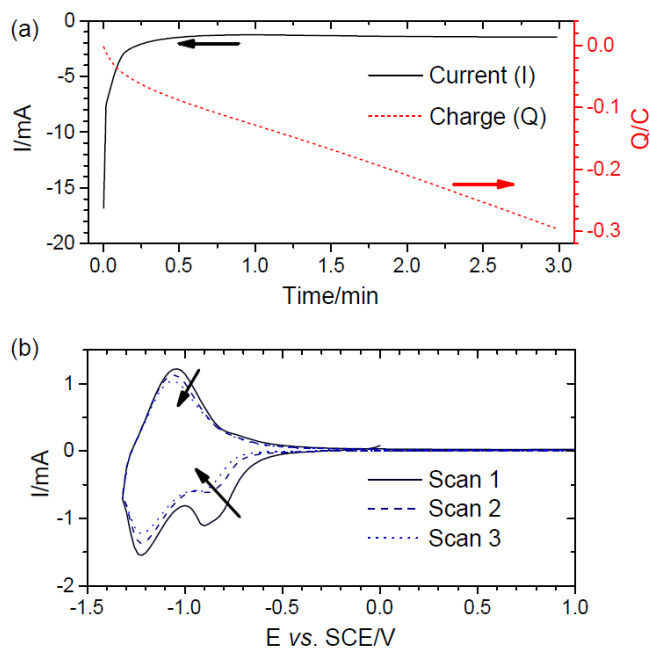 (a)
0
-5
-10
-15
-20
I/mA
Current (I)
Charge (Q)
0.0
-0.1
-0.2
-0.3
Q/C
0.0 0.5 1.0 1.5 2.0 2.5 3.0
Time/min
(b)
1
0
-1
-2
I/mA
Scan 1
Scan 2
Scan 3
-1.5 -1.0 -0.5 0.0 0.5 1.0
E vs. SCE/V